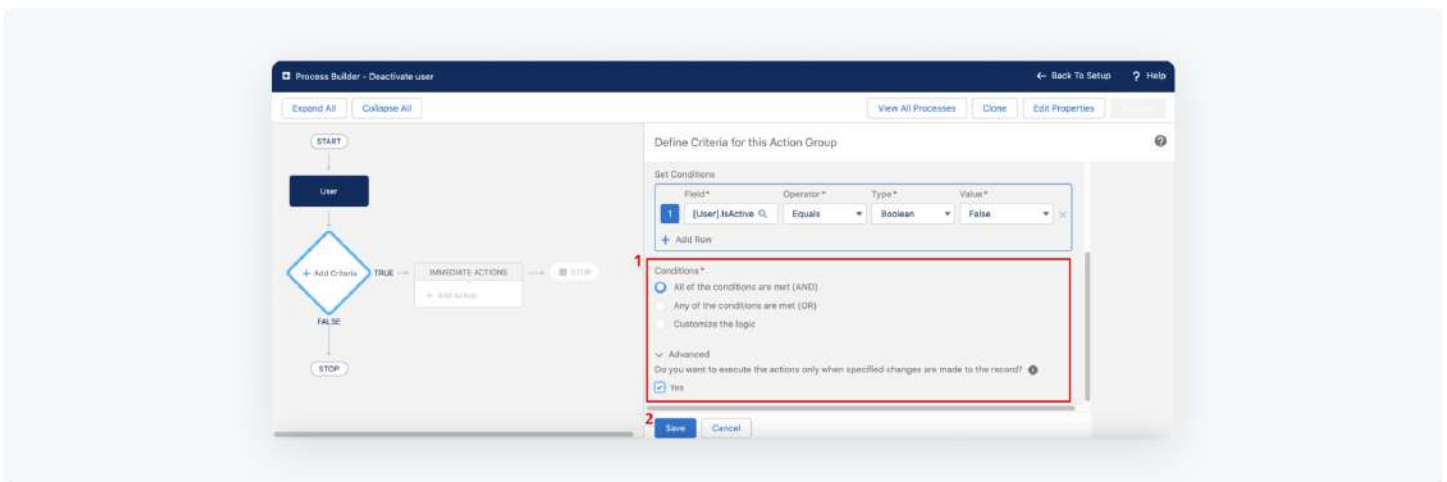 Process Builder - Deactivate user
← Back To Setup ? Help
Expand All Collapse All View All Processes Clone Edit Properties
START
User
+ Add Criteria
TRUE
IMMEDIATE ACTIONS
STOP
+ Add Action
FALSE
STOP
Define Criteria for this Action Group
Set Conditions
Field* Operator* Type* Value*
1 [User].IsActive Equals Boolean False
+ Add Row
1
Conditions*
All of the conditions are met (AND)
Any of the conditions are met (OR)
Customize the logic
Advanced
Do you want to execute the actions only when specified changes are made to the record?
Yes
2
Save Cancel